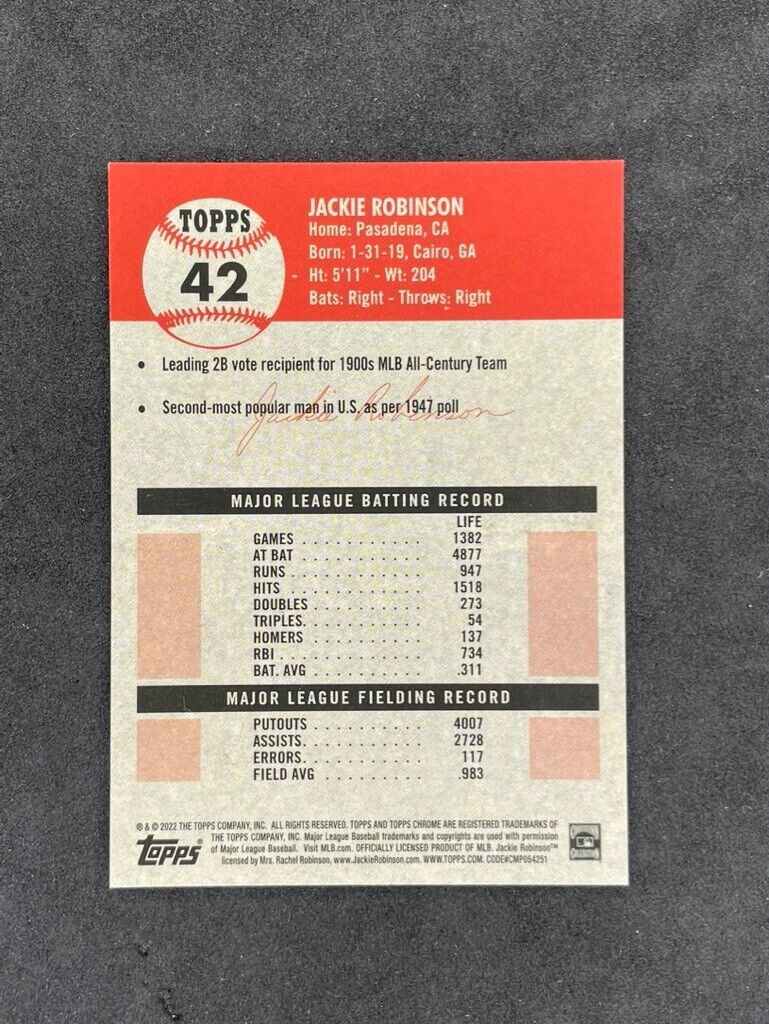 TOPPS
42
JACKIE ROBINSON
Home: Pasadena, CA
Born: 1-31-19, Cairo, GA
Ht: 5'11" - Wt: 204
Bats: Right - Throws: Right
• Leading 2B vote recipient for 1900s MLB All-Century Team
• Second-most popular man in U.S. as per 1947 poll
Jackie Robinson
MAJOR LEAGUE BATTING RECORD
LIFE
GAMES . . . . . . . . . . . 1382
AT BAT . . . . . . . . . . . 4877
RUNS . . . . . . . . . . . . 947
HITS . . . . . . . . . . . . 1518
DOUBLES . . . . . . . . . . 273
TRIPLES. . . . . . . . . . . 54
HOMERS . . . . . . . . . . 137
RBI . . . . . . . . . . . . . 734
BAT. AVG . . . . . . . . . . .311
MAJOR LEAGUE FIELDING RECORD
PUTOUTS . . . . . . . . . . 4007
ASSISTS. . . . . . . . . . . 2728
ERRORS. . . . . . . . . . . 117
FIELD AVG . . . . . . . . . .983
® & © 2022 THE TOPPS COMPANY, INC. ALL RIGHTS RESERVED. TOPPS AND TOPPS CHROME ARE REGISTERED TRADEMARKS OF
THE TOPPS COMPANY, INC. Major League Baseball trademarks and copyrights are used with permission
of Major League Baseball. Visit MLB.com. OFFICIALLY LICENSED PRODUCT OF MLB. Jackie Robinson™
licensed by Mrs. Rachel Robinson, www.JackieRobinson.com. WWW.TOPPS.COM. CODE#CMP054251
topps®